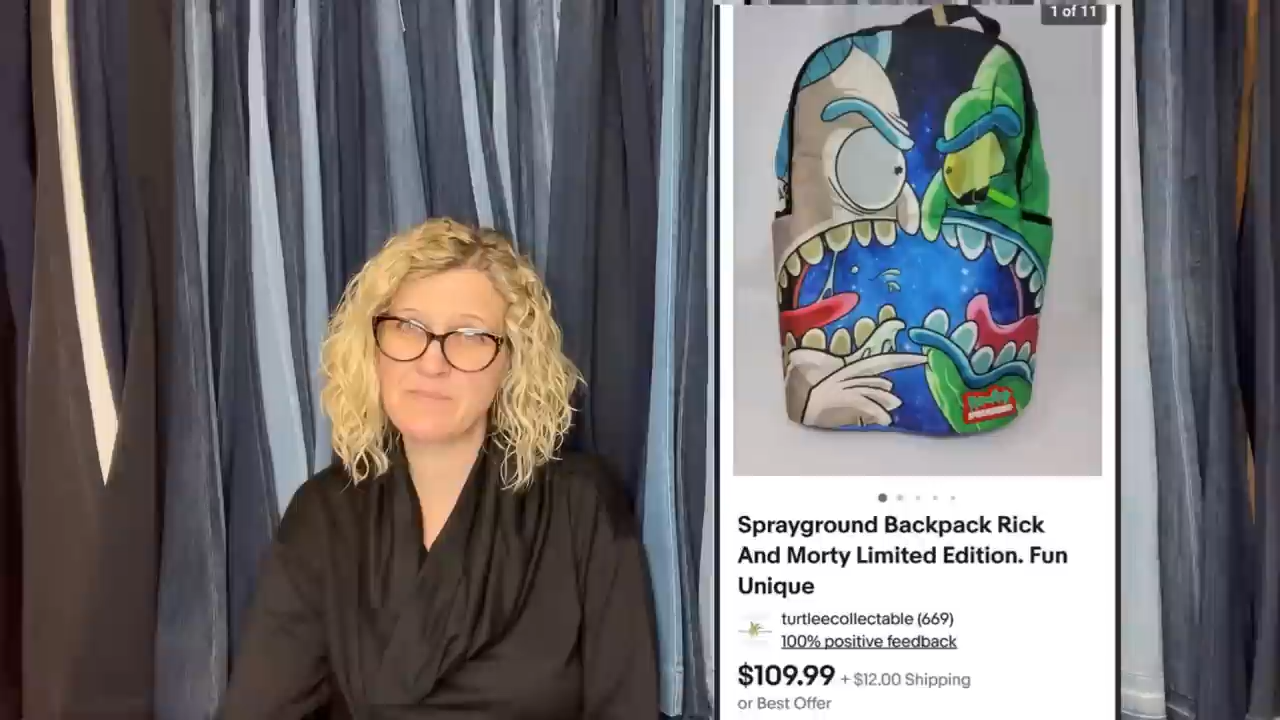 1 of 11
Sprayground Backpack Rick
And Morty Limited Edition. Fun
Unique
turtleecollectable (669)
100% positive feedback
$109.99 + $12.00 Shipping
or Best Offer